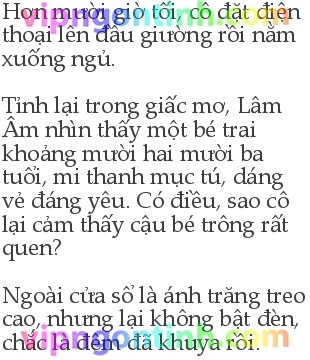 Hơn mười giờ tối, cô đặt điện
thoại lên đầu giường rồi nằm
xuống ngủ.
Tỉnh lại trong giấc mơ, Lâm
Âm nhìn thấy một bé trai
khoảng mười hai mười ba
tuổi, mi thanh mục tú, dáng
vẻ đáng yêu. Có điều, sao cô
lại cảm thấy cậu bé trông rất
quen?
Ngoài cửa sổ là ánh trăng treo
cao, nhưng lại không bật đèn,
chắc là đêm đã khuya rồi.
vipngontinh.com
vipngontinh.com